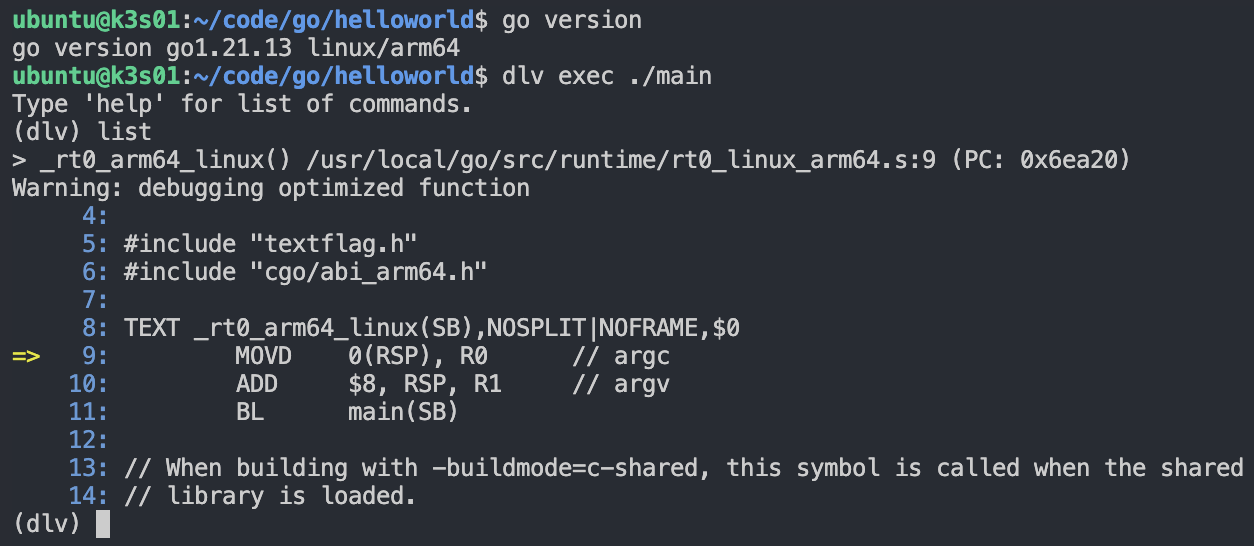 ubuntu@k3s01:~/code/go/helloworld$ go version
go version go1.21.13 linux/arm64
ubuntu@k3s01:~/code/go/helloworld$ dlv exec ./main
Type 'help' for list of commands.
(dlv) list
> _rt0_arm64_linux() /usr/local/go/src/runtime/rt0_linux_arm64.s:9 (PC: 0x6ea20)
Warning: debugging optimized function
     4:
     5: #include "textflag.h"
     6: #include "cgo/abi_arm64.h"
     7:
     8: TEXT _rt0_arm64_linux(SB),NOSPLIT|NOFRAME,$0
=>   9:         MOVD    0(RSP), R0      // argc
    10:         ADD     $8, RSP, R1     // argv
    11:         BL      main(SB)
    12:
    13: // When building with -buildmode=c-shared, this symbol is called when the shared
    14: // library is loaded.
(dlv)